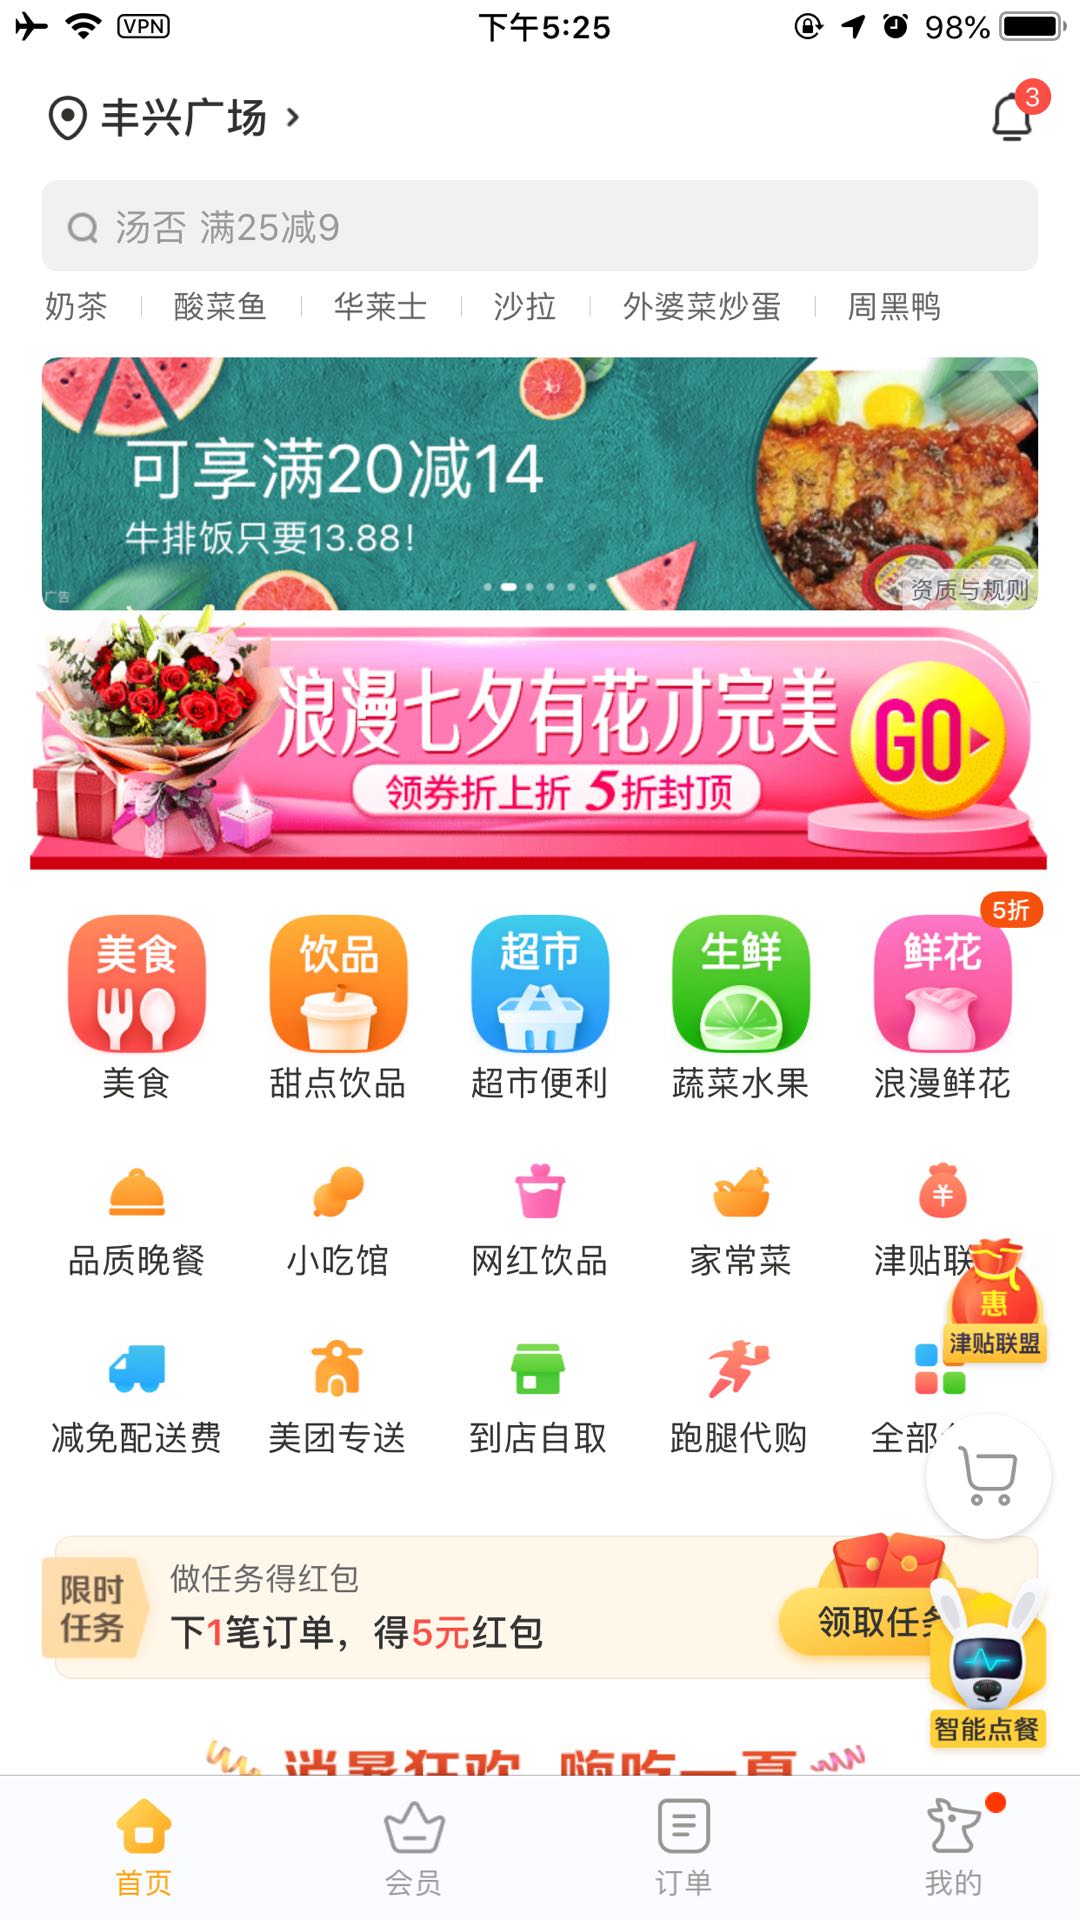 VPN
下午5:25
98%
丰兴广场
3
汤否 满25减9
奶茶
酸菜鱼
华莱士
沙拉
外婆菜炒蛋
周黑鸭
可享满20减14
牛排饭只要13.88!
广告
资质与规则
浪漫七夕有花才完美
领券折上折 5折封顶
GO
5折
美食
饮品
超市
生鲜
鲜花
美食
甜点饮品
超市便利
蔬菜水果
浪漫鲜花
品质晚餐
小吃馆
网红饮品
家常菜
津贴联
惠
津贴联盟
减免配送费
美团专送
到店自取
跑腿代购
全部
限时
任务
做任务得红包
下1笔订单，得5元红包
领取任务
智能点餐
消暑狂欢 嗨吃一夏
首页
会员
订单
我的